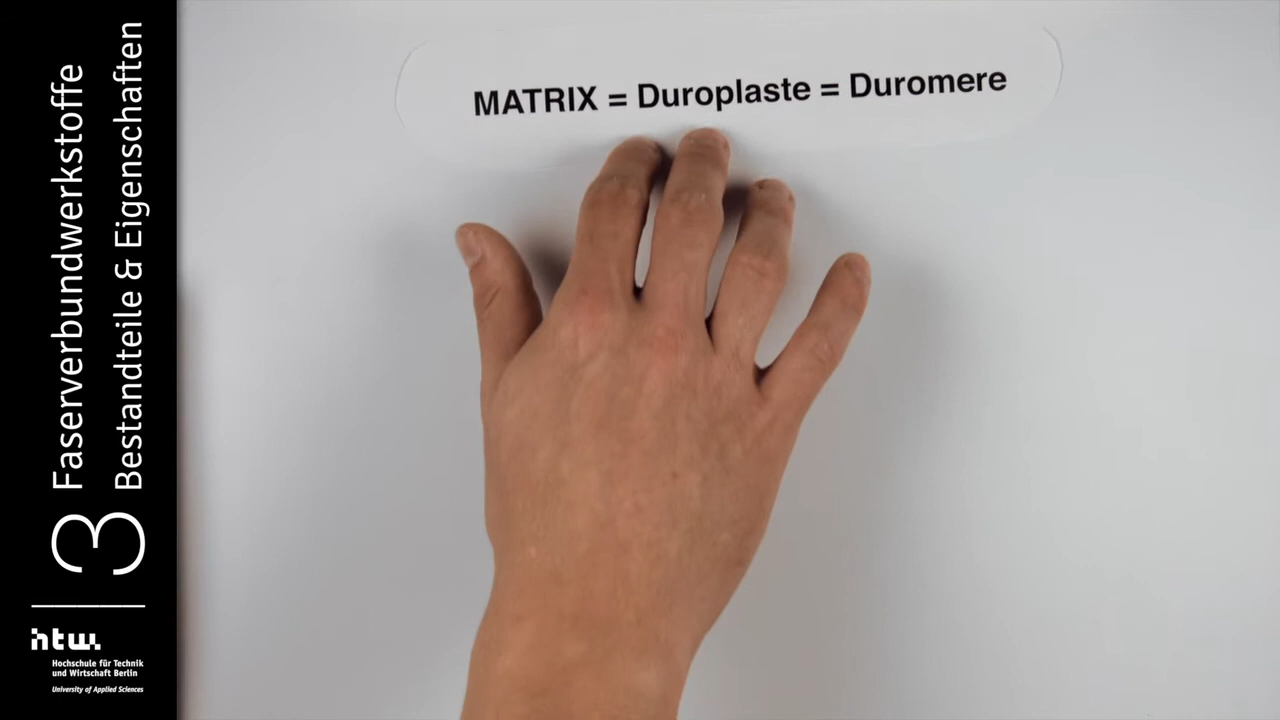 MATRIX = Duroplaste = Duromere
3
Faserverbundwerkstoffe
Bestandteile & Eigenschaften
htw.
Hochschule für Technik
und Wirtschaft Berlin
University of Applied Sciences